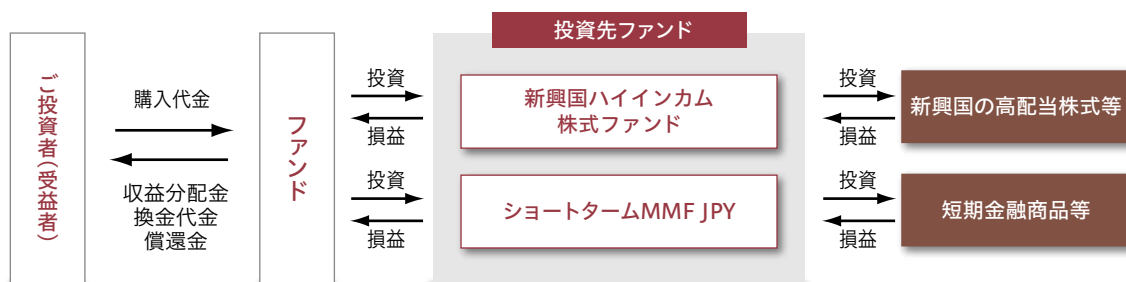 投資先ファンド
ご投資者(受益者)
購入代金
収益分配金
換金代金
償還金
ファンド
投資
損益
投資
損益
新興国ハイインカム
株式ファンド
ショートタームMMF JPY
投資
損益
投資
損益
新興国の高配当株式等
短期金融商品等